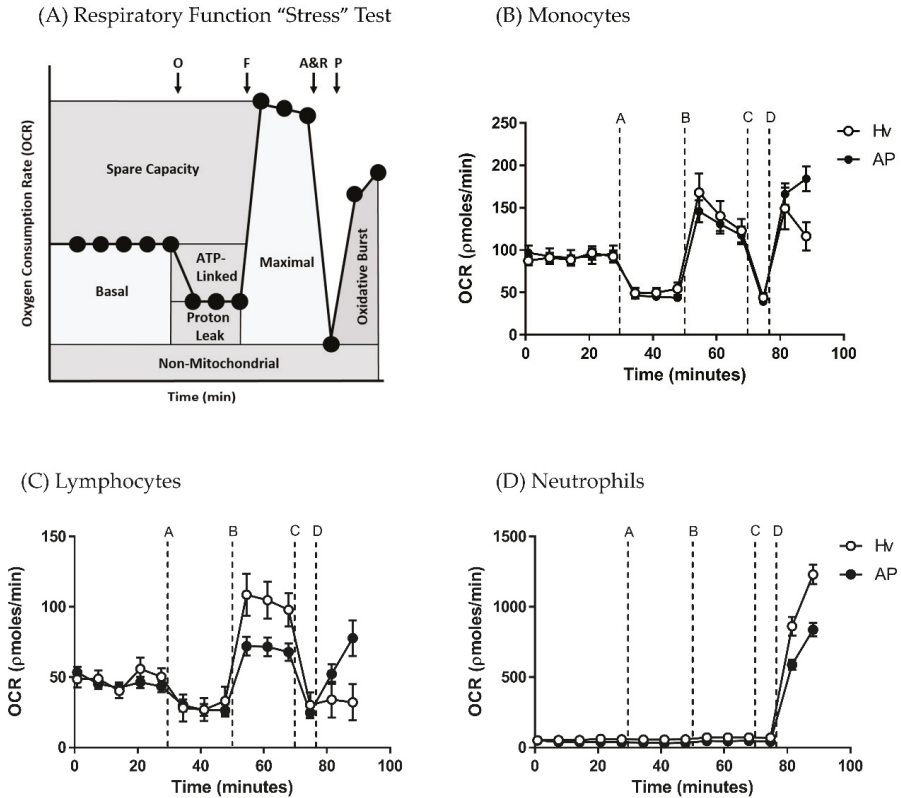 (A) Respiratory Function “Stress” Test
O F A&R P
Oxygen Consumption Rate (OCR)
Spare Capacity
Basal
ATP-
Linked
Proton
Leak
Maximal
Oxidative Burst
Non-Mitochondrial
Time (min)
(B) Monocytes
A B C D
Hv
AP
250
200
150
100
50
0
OCR (ρmoles/min)
0 20 40 60 80 100
Time (minutes)
(C) Lymphocytes
A B C D
150
100
50
0
OCR (ρmoles/min)
0 20 40 60 80 100
Time (minutes)
(D) Neutrophils
A B C D
Hv
AP
1500
1000
500
0
OCR (ρmoles/min)
0 20 40 60 80 100
Time (minutes)